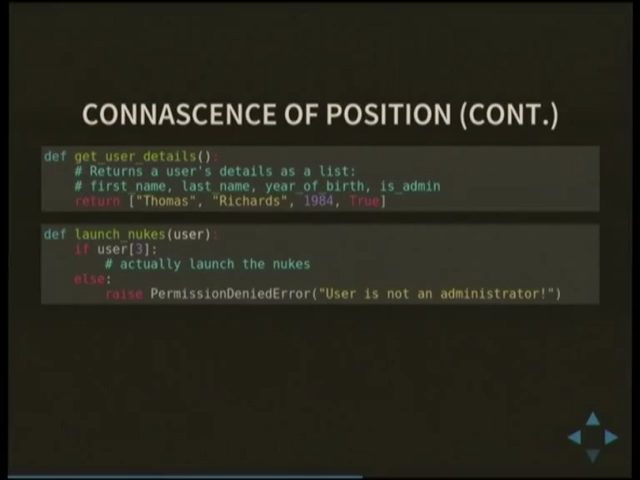 CONNASCENCE OF POSITION (CONT.)
def get_user_details():
    # Returns a user's details as a list:
    # first_name, last_name, year_of_birth, is_admin
    return ["Thomas", "Richards", 1984, True]
def launch_nukes(user):
    if user[3]:
        # actually launch the nukes
    else:
        raise PermissionDeniedError("User is not an administrator!")